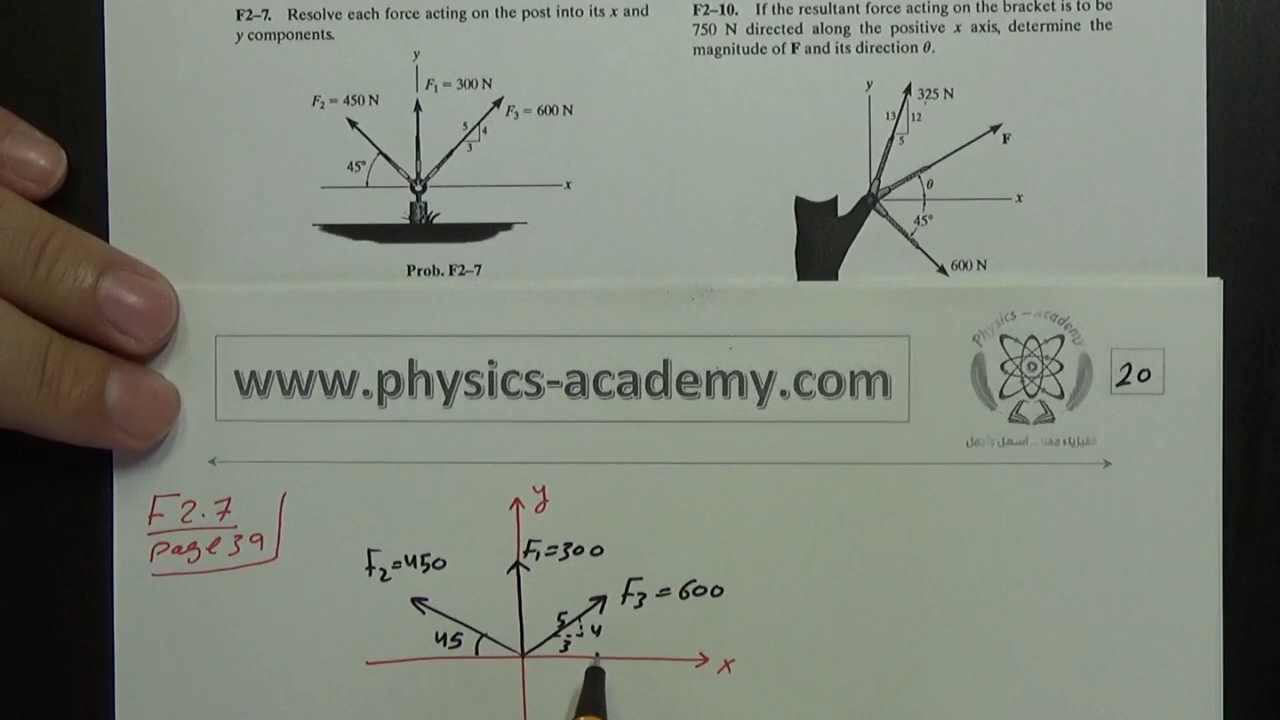 F2–7. Resolve each force acting on the post into its x and
y components.
y
F₁ = 300 N
F₂ = 450 N
F₃ = 600 N
5
4
3
45°
x
Prob. F2–7
F2–10. If the resultant force acting on the bracket is to be
750 N directed along the positive x axis, determine the
magnitude of F and its direction θ.
y
325 N
13
12
5
F
θ
x
45°
600 N
www.physics-academy.com
Physics - Academy
20
F 2.7
page 39
y
F₁=300
F₂=450
F₃ = 600
5
4
3
45
x